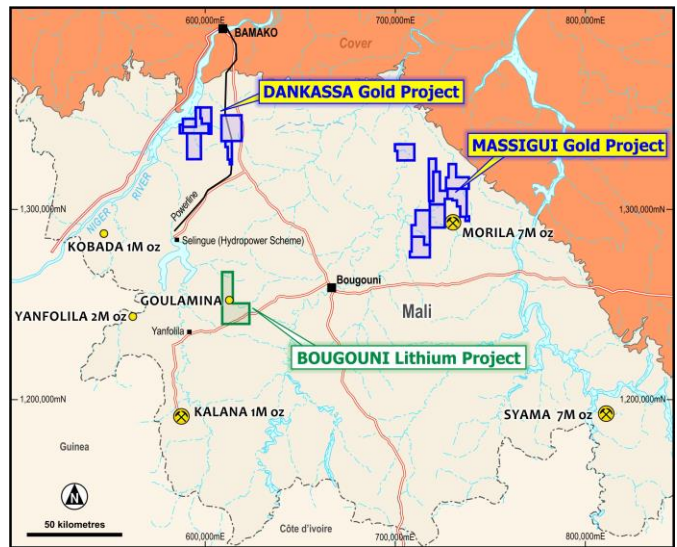 600,000mE
700,000mE
800,000mE
BAMAKO
Cover
DANKASSA Gold Project
MASSIGUI Gold Project
NIGER RIVER
Powerline
1,300,000mN
1,300,000mN
MORILA 7M oz
KOBADA 1M oz
Selingue (Hydropower Scheme)
Bougouni
GOULAMINA
Mali
YANFOLILA 2M oz
Yanfolila
BOUGOUNI Lithium Project
1,200,000mN
1,200,000mN
KALANA 1M oz
SYAMA 7M oz
Guinea
N
50 kilometres
Côte d'ivoire
600,000mE
700,000mE
800,000mE